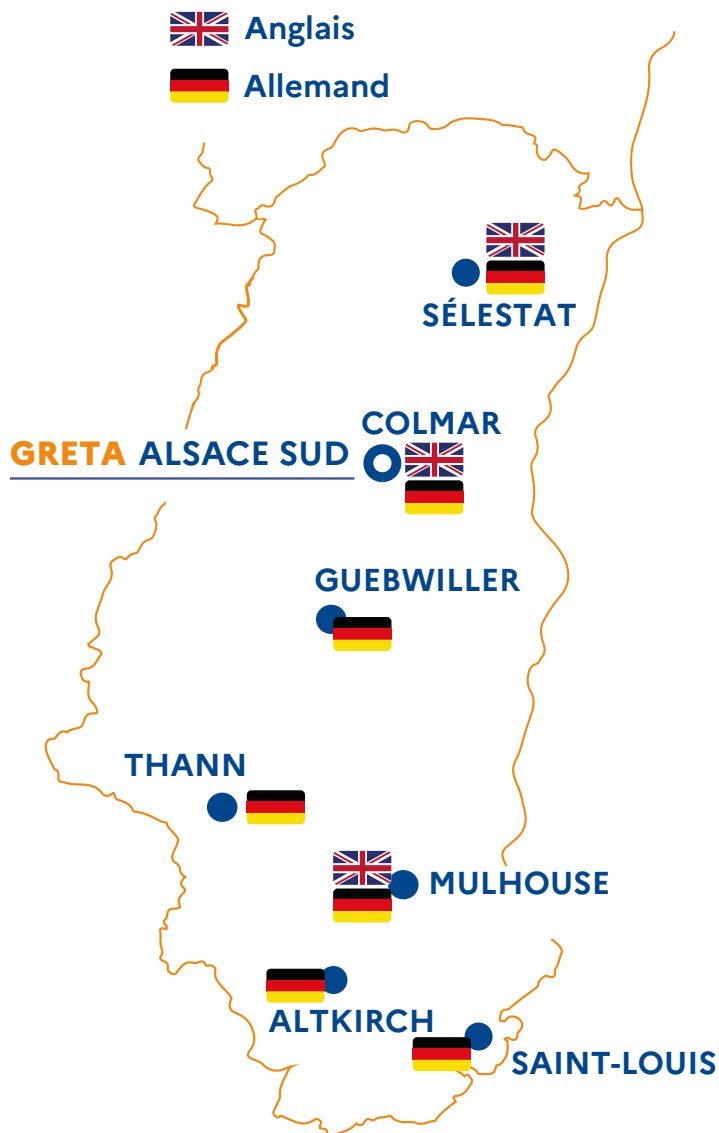 Anglais
Allemand
SÉLESTAT
COLMAR
GRETA ALSACE SUD
GUEBWILLER
THANN
MULHOUSE
ALTKIRCH
SAINT-LOUIS